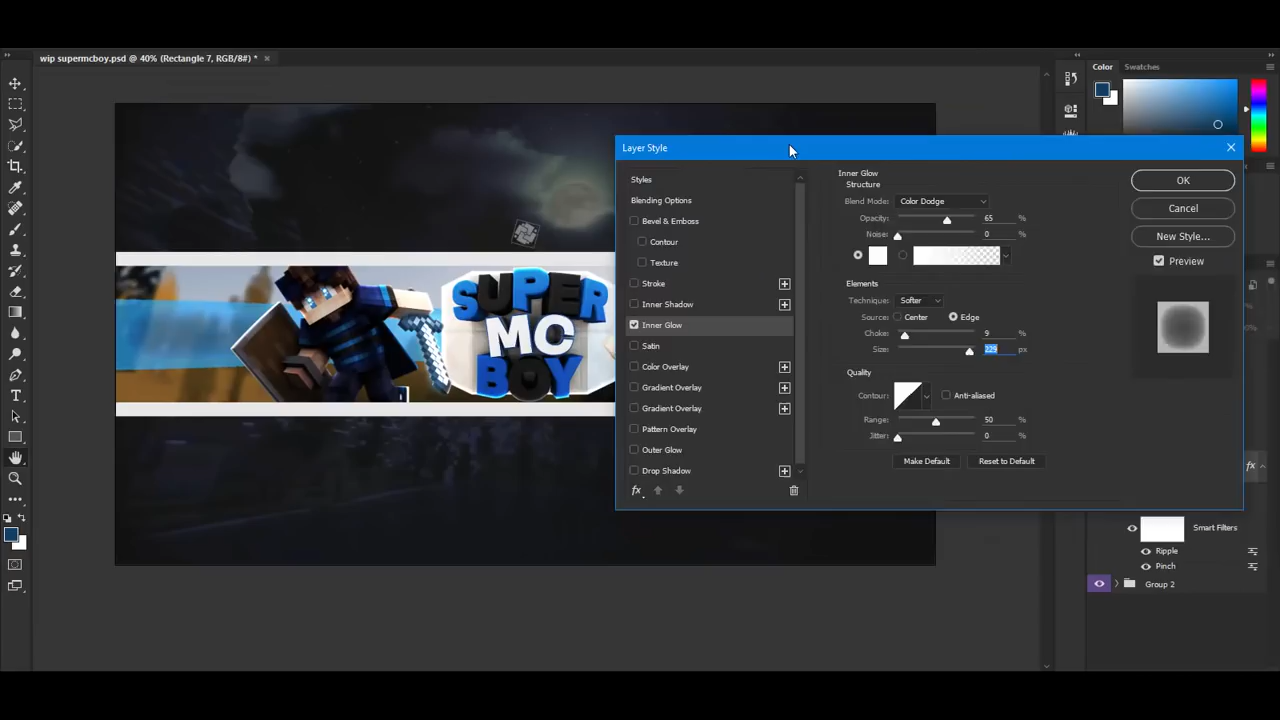 wip supermcboy.psd @ 40% (Rectangle 7, RGB/8#) *
Color
Swatches
Layer Style
Styles
Blending Options
Bevel & Emboss
Contour
Texture
Stroke
Inner Shadow
Inner Glow
Satin
Color Overlay
Gradient Overlay
Gradient Overlay
Pattern Overlay
Outer Glow
Drop Shadow
fx
Inner Glow
Structure
Blend Mode: Color Dodge
Opacity: 65 %
Noise: 0 %
Elements
Technique: Softer
Source: Center Edge
Choke: 9 %
Size: 229 px
Quality
Contour: Anti-aliased
Range: 50 %
Jitter: 0 %
Make Default Reset to Default
OK
Cancel
New Style...
Preview
SUPER
MC
BOY
fx
Smart Filters
Ripple
Pinch
Group 2